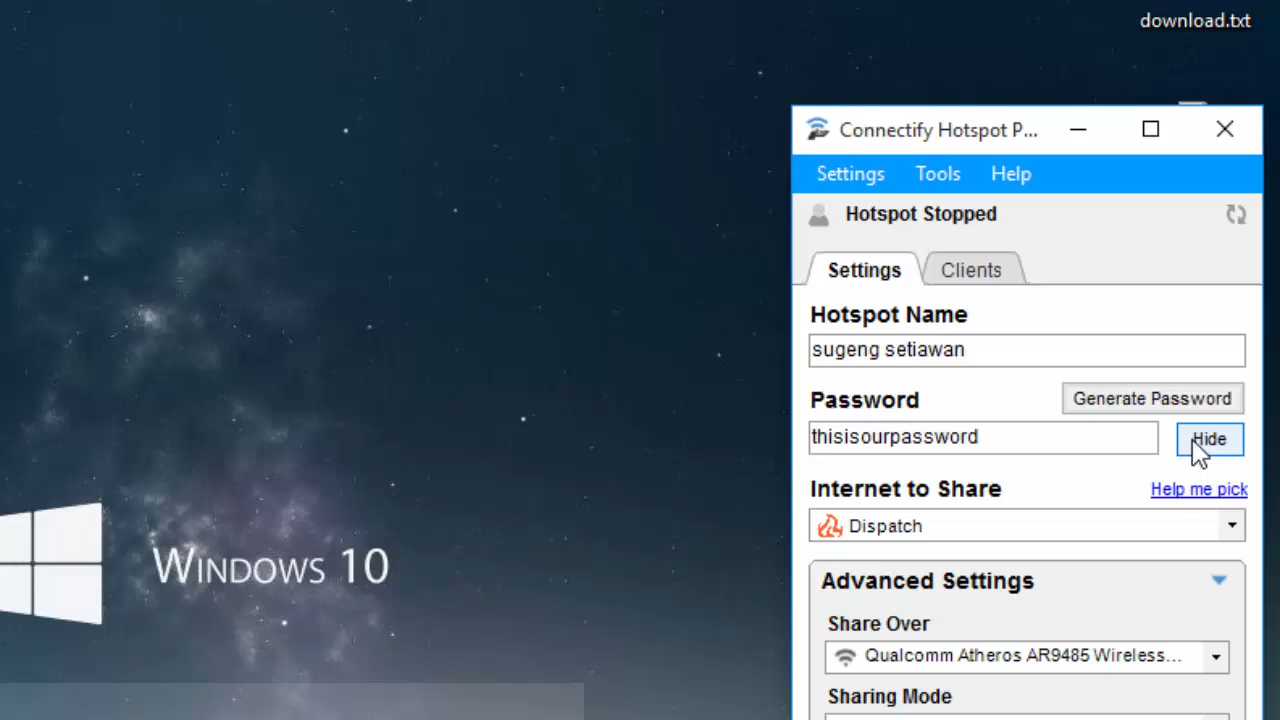 download.txt
Connectify Hotspot P...
Settings Tools Help
Hotspot Stopped
Settings Clients
Hotspot Name
sugeng setiawan
Password Generate Password
thisisourpassword Hide
Internet to Share Help me pick
Dispatch
Advanced Settings
Share Over
Qualcomm Atheros AR9485 Wireless...
Sharing Mode
Windows 10